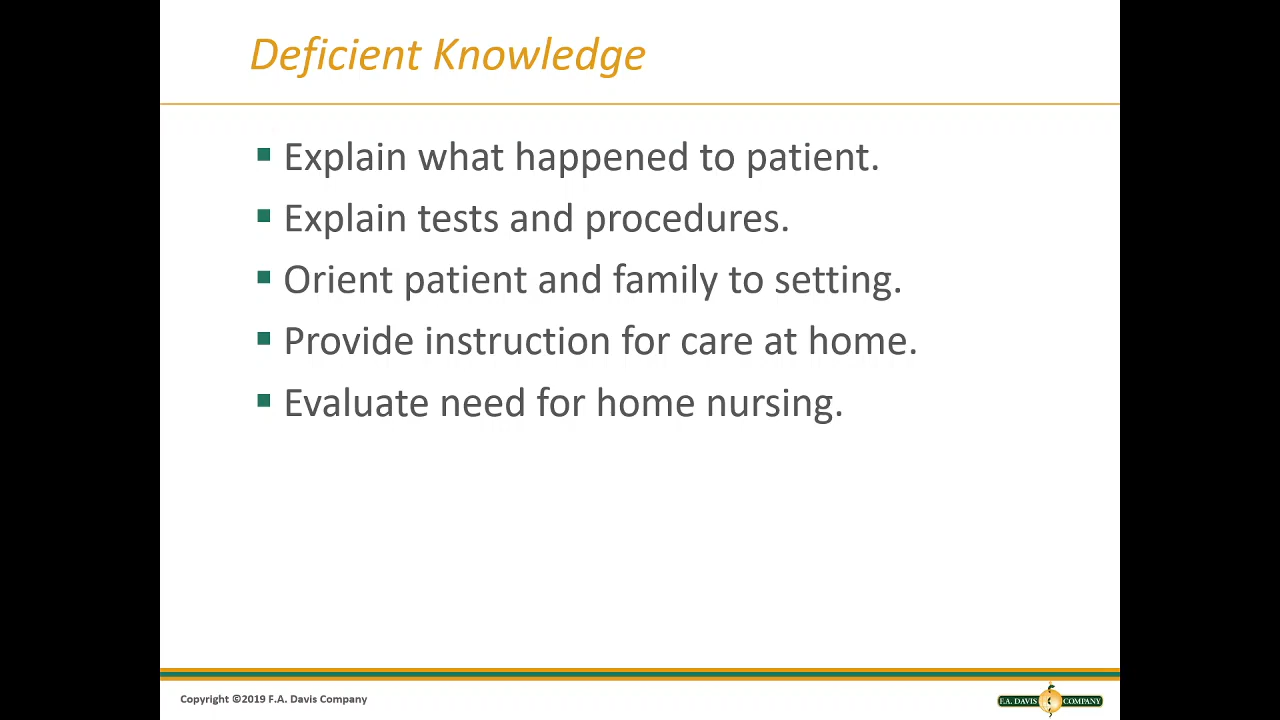 Deficient Knowledge
Explain what happened to patient.
Explain tests and procedures.
Orient patient and family to setting.
Provide instruction for care at home.
Evaluate need for home nursing.
Copyright ©2019 F.A. Davis Company
F.A. DAVIS COMPANY